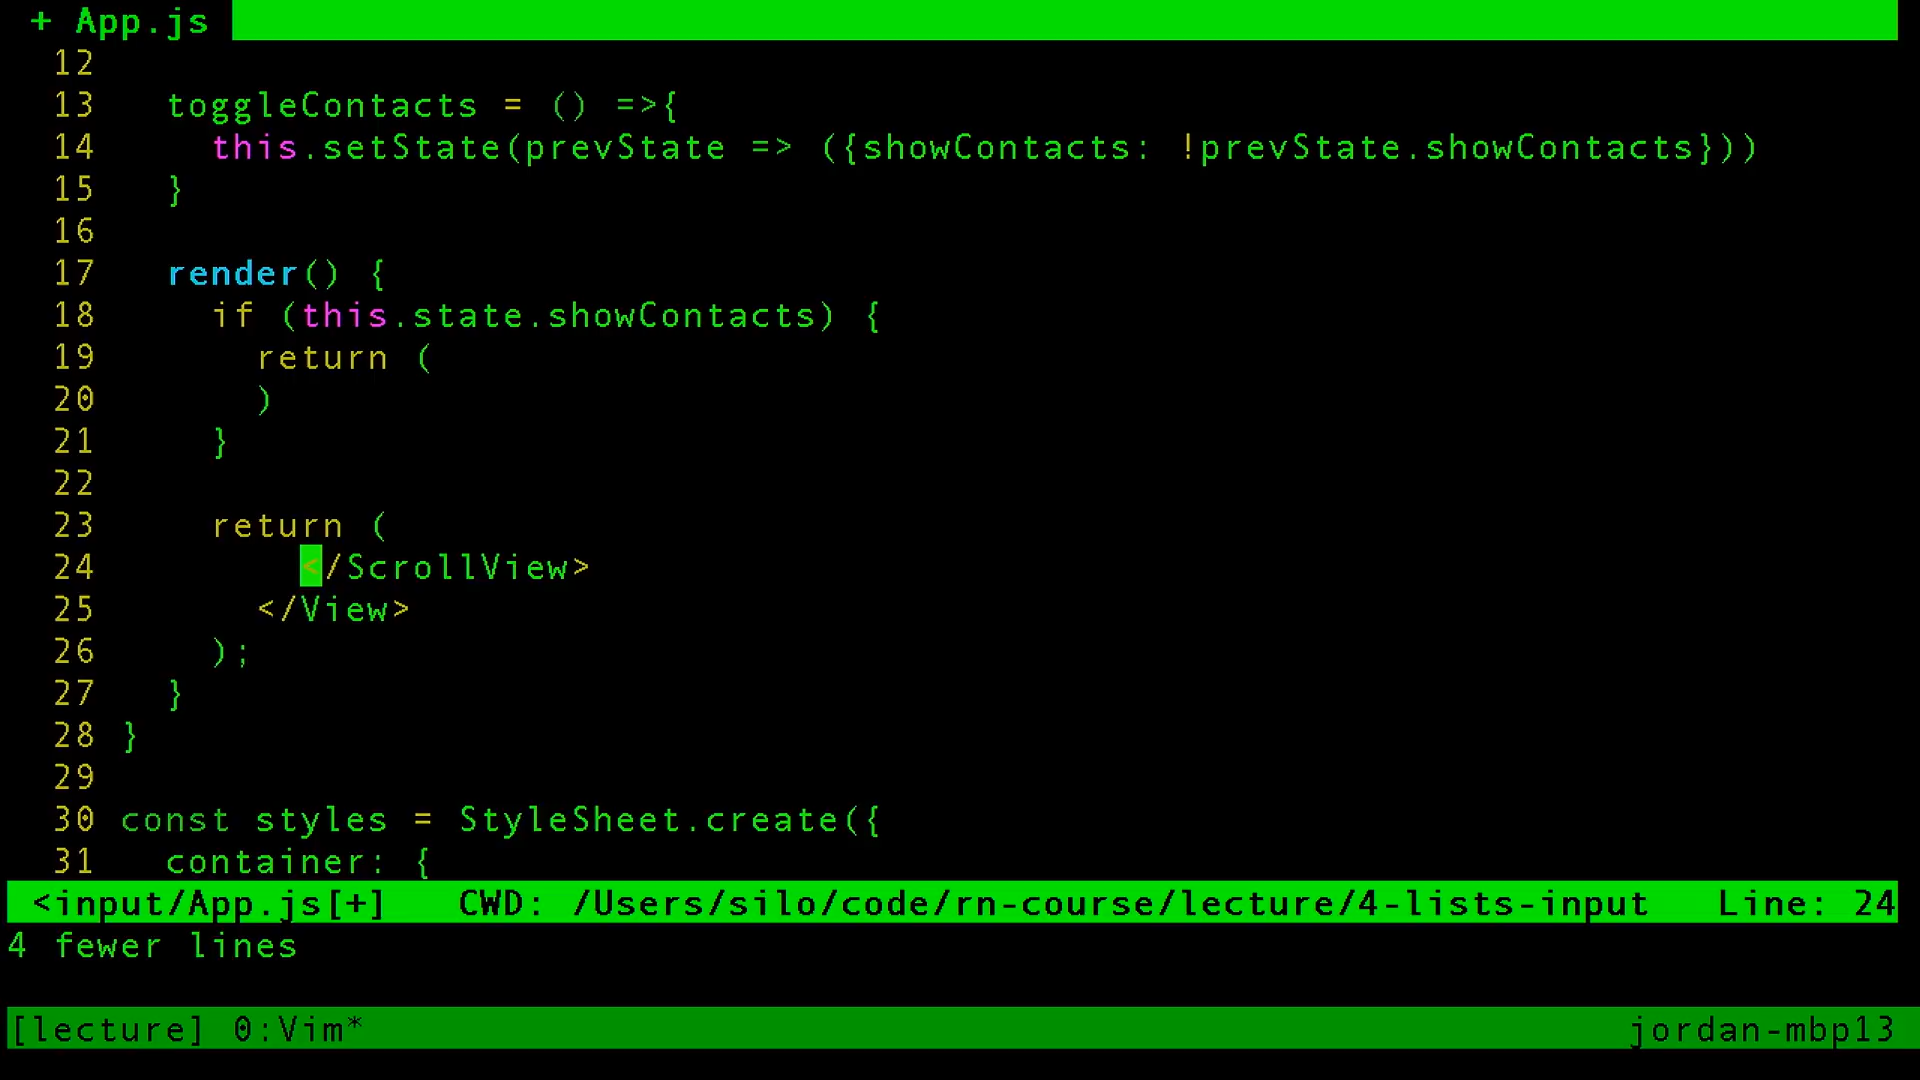 + App.js
12
13   toggleContacts = () =>{
14     this.setState(prevState => ({showContacts: !prevState.showContacts}))
15   }
16
17   render() {
18     if (this.state.showContacts) {
19       return (
20       )
21     }
22
23     return (
24         </ScrollView>
25       </View>
26     );
27   }
28 }
29
30 const styles = StyleSheet.create({
31   container: {
<input/App.js[+]   CWD: /Users/silo/code/rn-course/lecture/4-lists-input   Line: 24
4 fewer lines
[lecture] 0:Vim*   jordan-mbp13